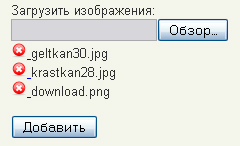 Загрузить изображения:
Обзор...
_geltkan30.jpg
_krastkan28.jpg
_download.png
Добавить